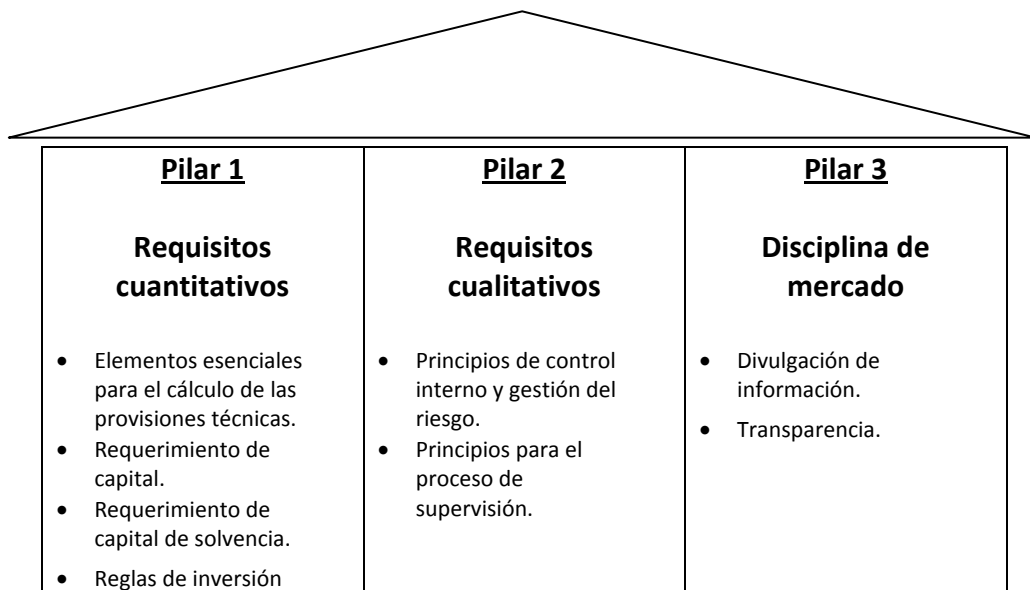 Pilar 1
Requisitos
cuantitativos
• Elementos esenciales
para el cálculo de las
provisiones técnicas.
• Requerimiento de
capital.
• Requerimiento de
capital de solvencia.
• Reglas de inversión
Pilar 2
Requisitos
cualitativos
• Principios de control
interno y gestión del
riesgo.
• Principios para el
proceso de
supervisión.
Pilar 3
Disciplina de
mercado
• Divulgación de
información.
• Transparencia.